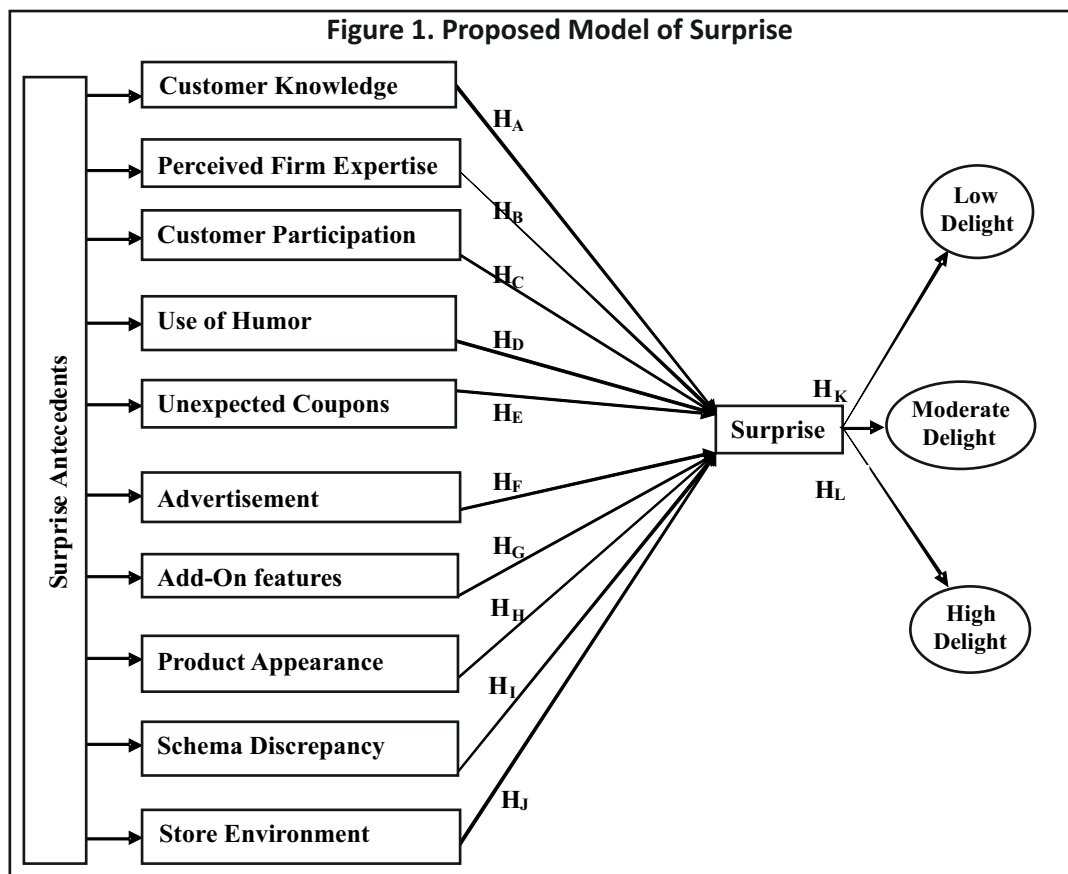 Figure 1. Proposed Model of Surprise
Surprise Antecedents
Customer Knowledge
Perceived Firm Expertise
Customer Participation
Use of Humor
Unexpected Coupons
Advertisement
Add-On features
Product Appearance
Schema Discrepancy
Store Environment
HA
HB
HC
HD
HE
HF
HG
HH
HI
HJ
Surprise
HK
HL
Low
Delight
Moderate
Delight
High
Delight